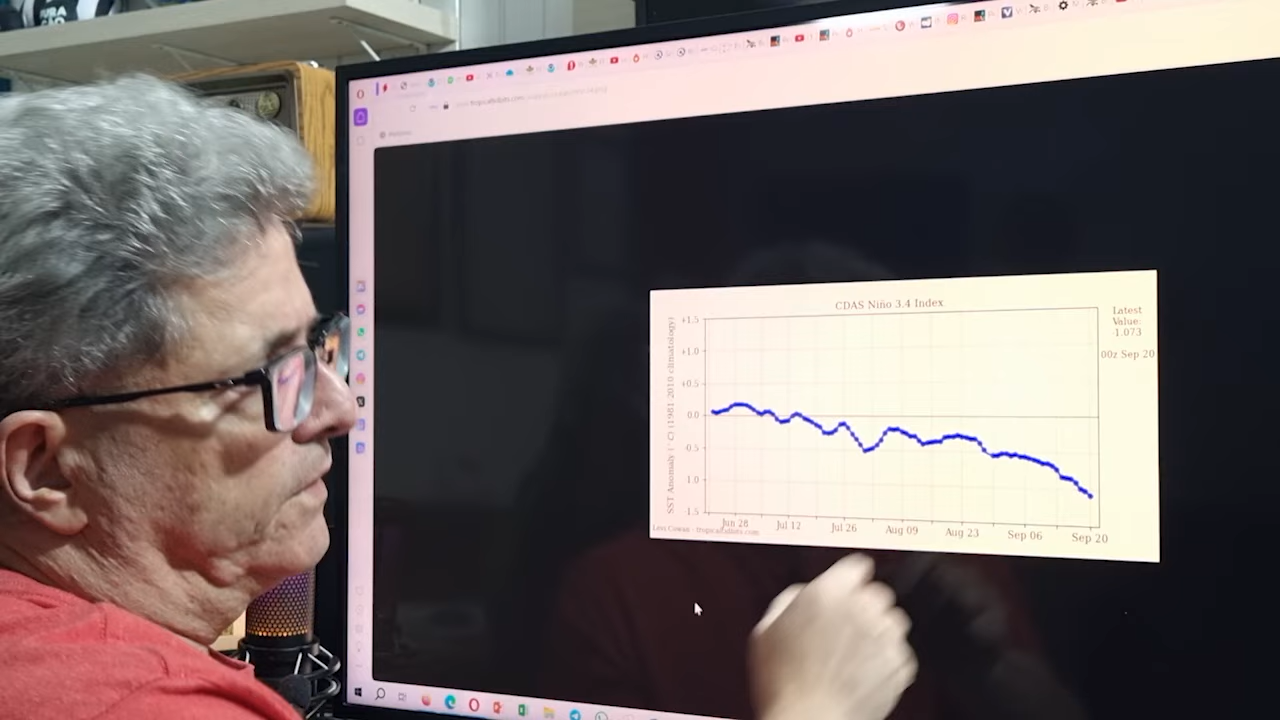 tropicaltidbits.com
CDAS Niño 3.4 Index
Latest
Value:
-1.073
00z Sep 20
SST Anomaly (°C) (1981-2010 climatology)
+1.5
+1.0
+0.5
0.0
0.5
1.0
1.5
Jun 28
Jul 12
Jul 26
Aug 09
Aug 23
Sep 06
Sep 20
Levi Cowan - tropicaltidbits.com